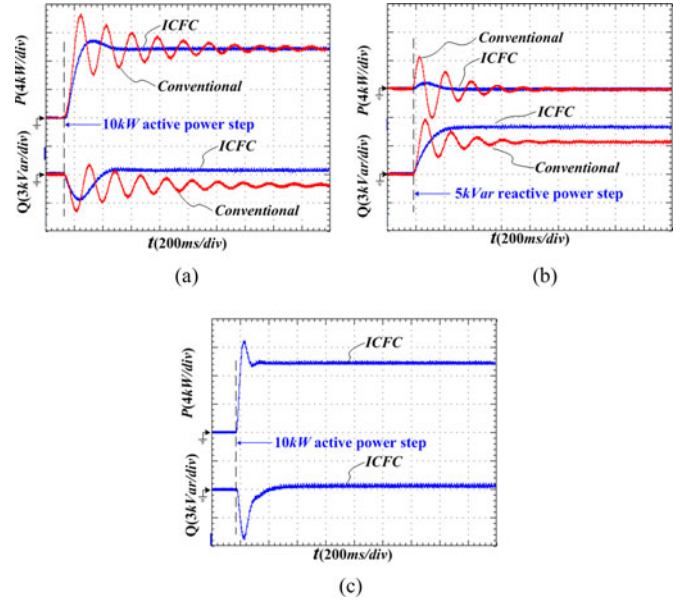 ICFC
Conventional
P(4kW/div)
10kW active power step
ICFC
Conventional
Q(3kVar/div)
t(200ms/div)
(a)
Conventional
ICFC
P(4kW/div)
ICFC
Conventional
Q(3kVar/div)
5kVar reactive power step
t(200ms/div)
(b)
ICFC
P(4kW/div)
10kW active power step
ICFC
Q(3kVar/div)
t(200ms/div)
(c)